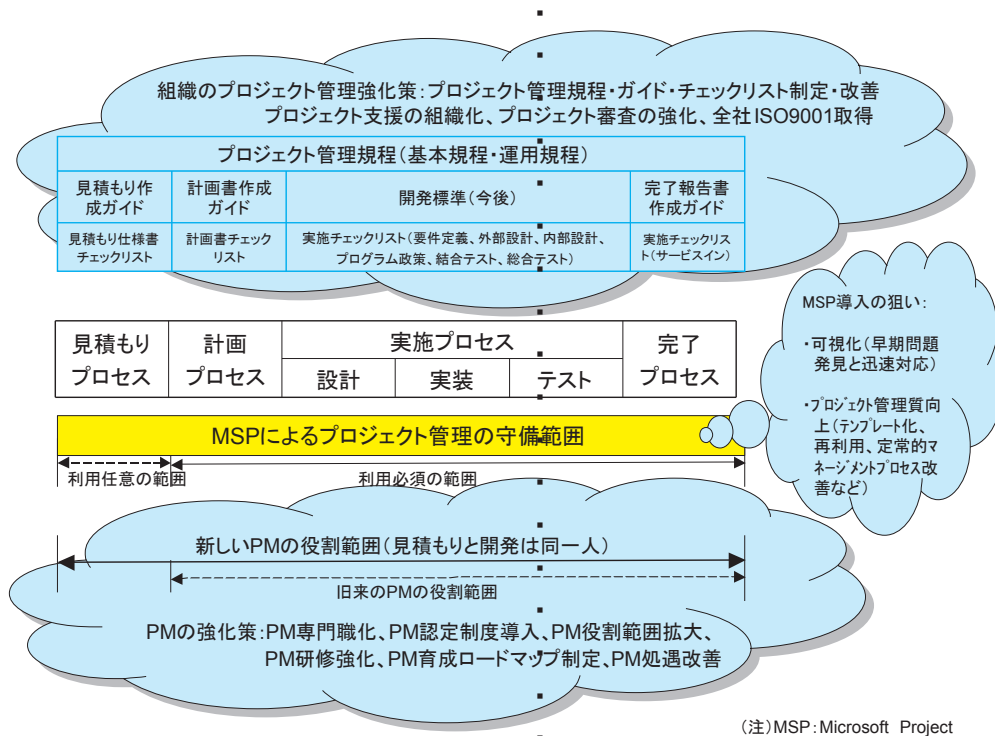 組織のプロジェクト管理強化策：プロジェクト管理規程・ガイド・チェックリスト制定・改善
プロジェクト支援の組織化、プロジェクト審査の強化、全社ISO9001取得
プロジェクト管理規程（基本規程・運用規程）
見積もり作
成ガイド
計画書作成
ガイド
開発標準（今後）
完了報告書
作成ガイド
見積もり仕様書
チェックリスト
計画書チェック
リスト
実施チェックリスト（要件定義、外部設計、内部設計、
プログラム政策、結合テスト、総合テスト）
実施チェックリス
ト（サービスイン）
見積もり
プロセス
計画
プロセス
実施プロセス
設計
実装
テスト
完了
プロセス
MSPによるプロジェクト管理の守備範囲
利用任意の範囲
利用必須の範囲
MSP導入の狙い：
・可視化（早期問題
発見と迅速対応）
・プロジェクト管理質向
上（テンプレート化、
再利用、定常的マ
ネージメントプロセス改
善など）
新しいPMの役割範囲（見積もりと開発は同一人）
旧来のPMの役割範囲
PMの強化策：PM専門職化、PM認定制度導入、PM役割範囲拡大、
PM研修強化、PM育成ロードマップ制定、PM処遇改善
（注）MSP：Microsoft Project